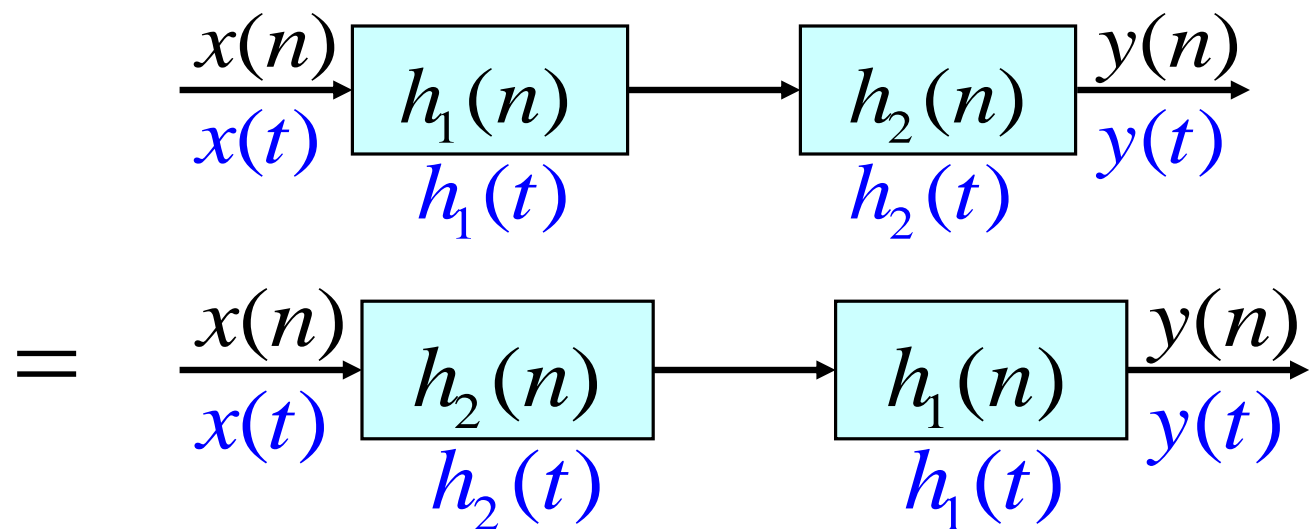 x(n) h₁(n) h₂(n) y(n)
x(t) h₁(t) h₂(t) y(t)
= x(n) h₂(n) h₁(n) y(n)
x(t) h₂(t) h₁(t) y(t)